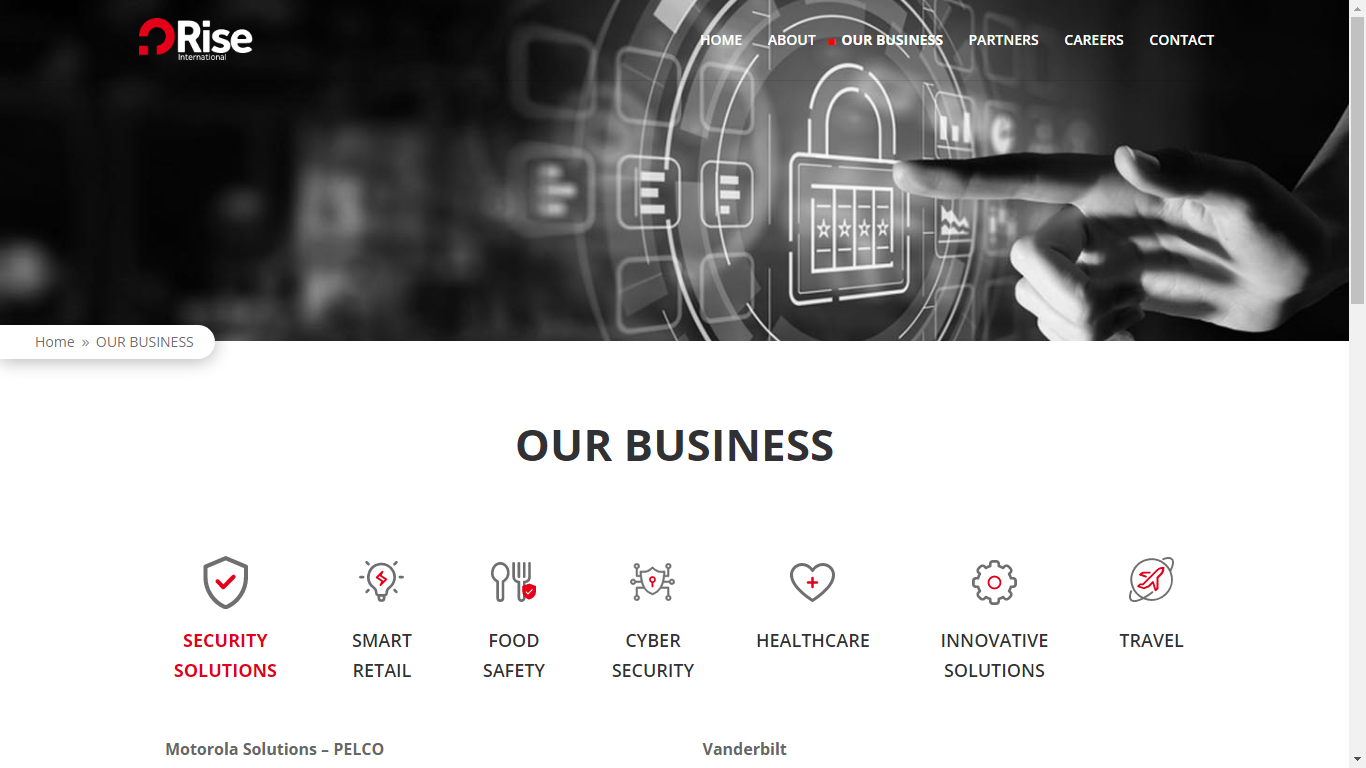 Rise
International
HOME ABOUT OUR BUSINESS PARTNERS CAREERS CONTACT
Home » OUR BUSINESS
OUR BUSINESS
SECURITY
SOLUTIONS
SMART
RETAIL
FOOD
SAFETY
CYBER
SECURITY
HEALTHCARE
INNOVATIVE
SOLUTIONS
TRAVEL
Motorola Solutions – PELCO
Vanderbilt